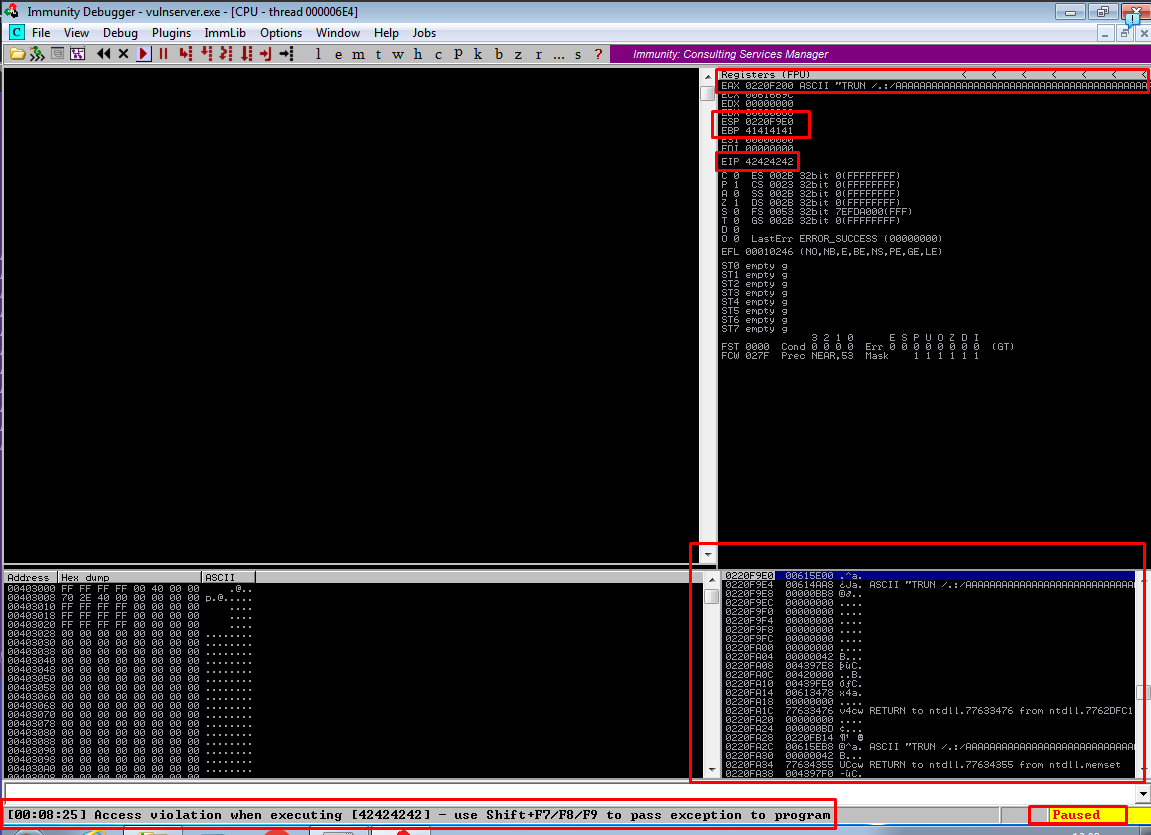 Immunity Debugger - vulnserver.exe - [CPU - thread 000006E4]
C File View Debug Plugins ImmLib Options Window Help Jobs
l e m t w h c P k b z r ... s ? Immunity: Consulting Services Manager
Registers (FPU) < < < < < < <
EAX 0220F200 ASCII "TRUN /.:/AAAAAAAAAAAAAAAAAAAAAAAAAAAAAAAAAAAAAAAA
ECX 0061669C
EDX 00000000
EBX 00000088
ESP 0220F9E0
EBP 41414141
ESI 00000000
EDI 00000000
EIP 42424242
C 0 ES 002B 32bit 0(FFFFFFFF)
P 1 CS 0023 32bit 0(FFFFFFFF)
A 0 SS 002B 32bit 0(FFFFFFFF)
Z 1 DS 002B 32bit 0(FFFFFFFF)
S 0 FS 0053 32bit 7EFDA000(FFF)
T 0 GS 002B 32bit 0(FFFFFFFF)
D 0
O 0 LastErr ERROR_SUCCESS (00000000)
EFL 00010246 (NO,NB,E,BE,NS,PE,GE,LE)
ST0 empty g
ST1 empty g
ST2 empty g
ST3 empty g
ST4 empty g
ST5 empty g
ST6 empty g
ST7 empty g
3 2 1 0 E S P U O Z D I
FST 0000 Cond 0 0 0 0 Err 0 0 0 0 0 0 0 0 (GT)
FCW 027F Prec NEAR,53 Mask 1 1 1 1 1 1
Address Hex dump ASCII
00403000 FF FF FF FF 00 40 00 00 .@..
00403008 70 2E 40 00 00 00 00 00 p.@.....
00403010 FF FF FF FF 00 00 00 00 ....
00403018 FF FF FF FF 00 00 00 00 ....
00403020 FF FF FF FF 00 00 00 00 ....
00403028 00 00 00 00 00 00 00 00 ........
00403030 00 00 00 00 00 00 00 00 ........
00403038 00 00 00 00 00 00 00 00 ........
00403040 00 00 00 00 00 00 00 00 ........
00403048 00 00 00 00 00 00 00 00 ........
00403050 00 00 00 00 00 00 00 00 ........
00403058 00 00 00 00 00 00 00 00 ........
00403060 00 00 00 00 00 00 00 00 ........
00403068 00 00 00 00 00 00 00 00 ........
00403070 00 00 00 00 00 00 00 00 ........
00403078 00 00 00 00 00 00 00 00 ........
00403080 00 00 00 00 00 00 00 00 ........
00403088 00 00 00 00 00 00 00 00 ........
00403090 00 00 00 00 00 00 00 00 ........
00403098 00 00 00 00 00 00 00 00 ........
004030A0 00 00 00 00 00 00 00 00 ........
0220F9E0 00615E00 .^a.
0220F9E4 00614AA8 ¿Ja. ASCII "TRUN /.:/AAAAAAAAAAAAAAAAAAAAAAAAAAAA
0220F9E8 00000BB8
0220F9EC 00000000 ....
0220F9F0 00000000 ....
0220F9F4 00000000 ....
0220F9F8 00000000 ....
0220F9FC 00000000 ....
0220FA00 00000000 ....
0220FA04 00000042 B...
0220FA08 004397E8 þùC.
0220FA0C 00420000 ..B.
0220FA10 00439FE0 óƒC.
0220FA14 00613478 x4a.
0220FA18 00000000 ....
0220FA1C 77633476 v4cw RETURN to ntdll.77633476 from ntdll.7762DFC1
0220FA20 00000000 ....
0220FA24 000000BD ¢...
0220FA28 0220FB14
0220FA2C 00615EB8 ©^a. ASCII "TRUN /.:/AAAAAAAAAAAAAAAAAAAAAAAAAAAA
0220FA30 00000042 B...
0220FA34 77634355 UCcw RETURN to ntdll.77634355 from ntdll.memset
0220FA38 004397F0 -ùC.
[00:08:25] Access violation when executing [42424242] - use Shift+F7/F8/F9 to pass exception to program
Paused